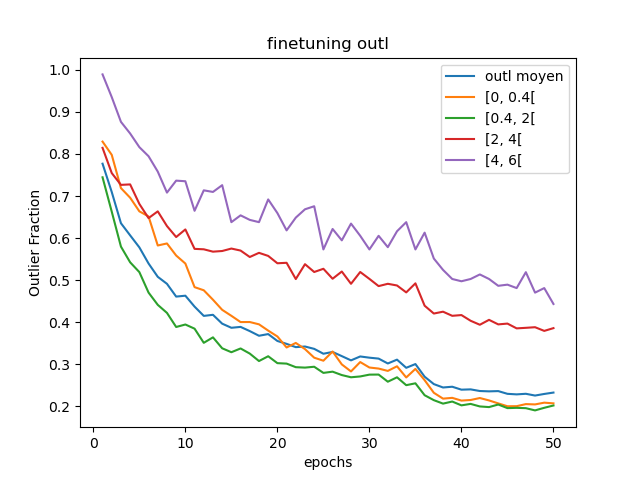 finetuning outl
Outlier Fraction
1.0
0.9
0.8
0.7
0.6
0.5
0.4
0.3
0.2
outl moyen
[0, 0.4[
[0.4, 2[
[2, 4[
[4, 6[
0 10 20 30 40 50
epochs